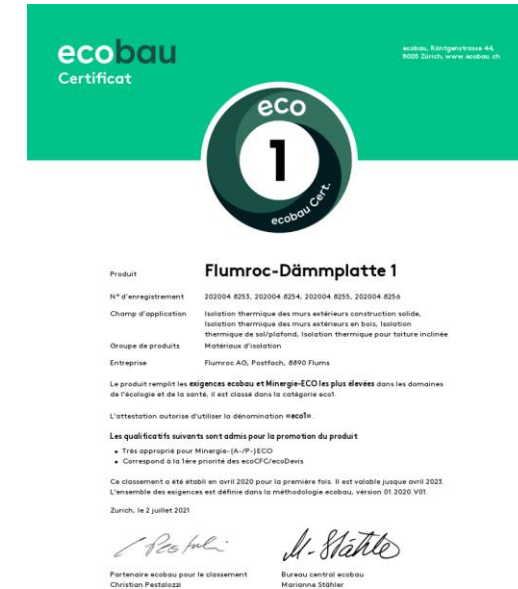 ecobau
Certificat
ecobau, Röntgenstrasse 44,
8005 Zürich, www.ecobau.ch
eco
1
ecobau Cert.
Produit Flumroc-Dämmplatte 1
N° d'enregistrement 202004.8253, 202004.8254, 202004.8255, 202004.8256
Champ d'application Isolation thermique des murs extérieurs construction solide,
Isolation thermique des murs extérieurs en bois, Isolation
thermique de sol/plafond, Isolation thermique pour toiture inclinée
Groupe de produits Matériaux d'isolation
Entreprise Flumroc AG, Postfach, 8890 Flums
Le produit remplit les exigences ecobau et Minergie-ECO les plus élevées dans les domaines
de l'écologie et de la santé, il est classé dans la catégorie eco1.
L'attestation autorise d'utiliser la dénomination «eco1».
Les qualificatifs suivants sont admis pour la promotion du produit
• Très approprié pour Minergie-(A-/P-)ECO
• Correspond à la 1ère priorité des ecoCFC/ecoDevis
Ce classement a été établi en avril 2020 pour la première fois. Il est valable jusque avril 2023.
L'ensemble des exigences est définie dans la méthodologie ecobau, vérsion 01.2020.V01.
Zurich, le 2 juillet 2021
Pestalozzi M. Stähle
Partenaire ecobau pour le classement Bureau central ecobau
Christian Pestalozzi Marianne Stähler